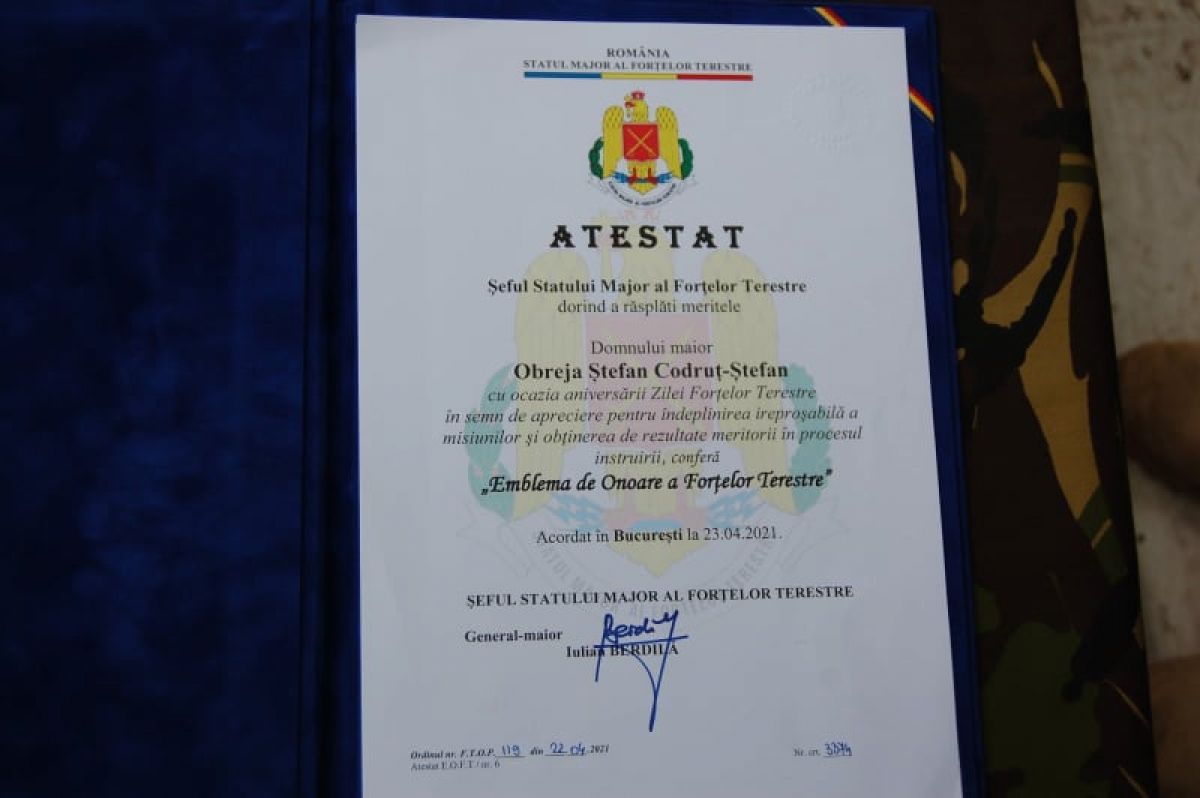 ROMÂNIA
STATUL MAJOR AL FORȚELOR TERESTRE
ATESTAT
Șeful Statului Major al Forțelor Terestre
dorind a răsplăti meritele
Domnului maior
Obreja Ștefan Codruț-Ștefan
cu ocazia aniversării Zilei Forțelor Terestre
în semn de apreciere pentru îndeplinirea ireproșabilă a
misiunilor și obținerea de rezultate meritorii în procesul
instruirii, conferă
„Emblema de Onoare a Forțelor Terestre”
Acordat în București la 23.04.2021.
ȘEFUL STATULUI MAJOR AL FORȚELOR TERESTRE
General-maior
Iulian BERDILĂ
Ordinul nr. F.T.O.P. 119 din 22.04.2021
Atestat E.O.F.T / nr. 6
Nr. crt. 3874